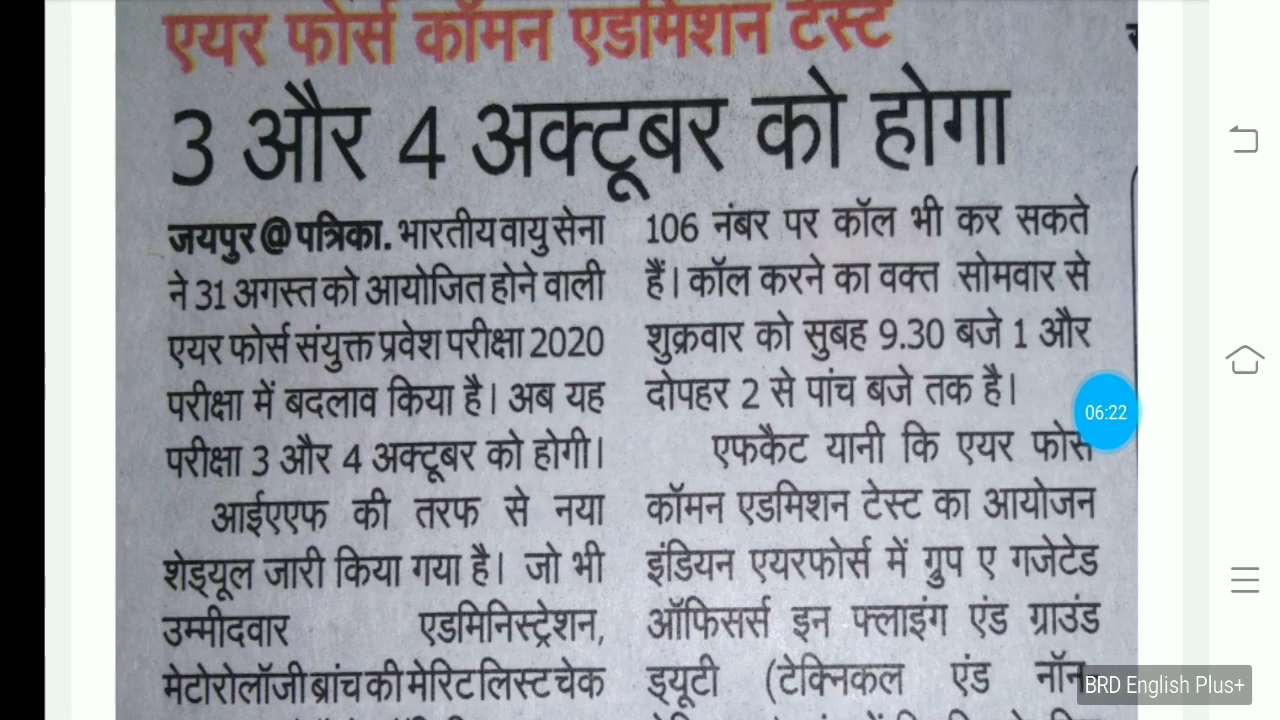 एयर फोर्स कॉमन एडमिशन टेस्ट
3 और 4 अक्टूबर को होगा
जयपुर@पत्रिका. भारतीय वायु सेना
ने 31 अगस्त को आयोजित होने वाली
एयर फोर्स संयुक्त प्रवेश परीक्षा 2020
परीक्षा में बदलाव किया है। अब यह
परीक्षा 3 और 4 अक्टूबर को होगी।
आईएएफ की तरफ से नया
शेड्यूल जारी किया गया है। जो भी
उम्मीदवार एडमिनिस्ट्रेशन,
मेटोरोलॉजी ब्रांच की मेरिट लिस्ट चेक
106 नंबर पर कॉल भी कर सकते
हैं। कॉल करने का वक्त सोमवार से
शुक्रवार को सुबह 9.30 बजे 1 और
दोपहर 2 से पांच बजे तक है।
एफकैट यानी कि एयर फोर्स
कॉमन एडमिशन टेस्ट का आयोजन
इंडियन एयरफोर्स में ग्रुप ए गजेटेड
ऑफिसर्स इन फ्लाइंग एंड ग्राउंड
ड्यूटी (टेक्निकल एंड नॉन
06:22
BRD English Plus+